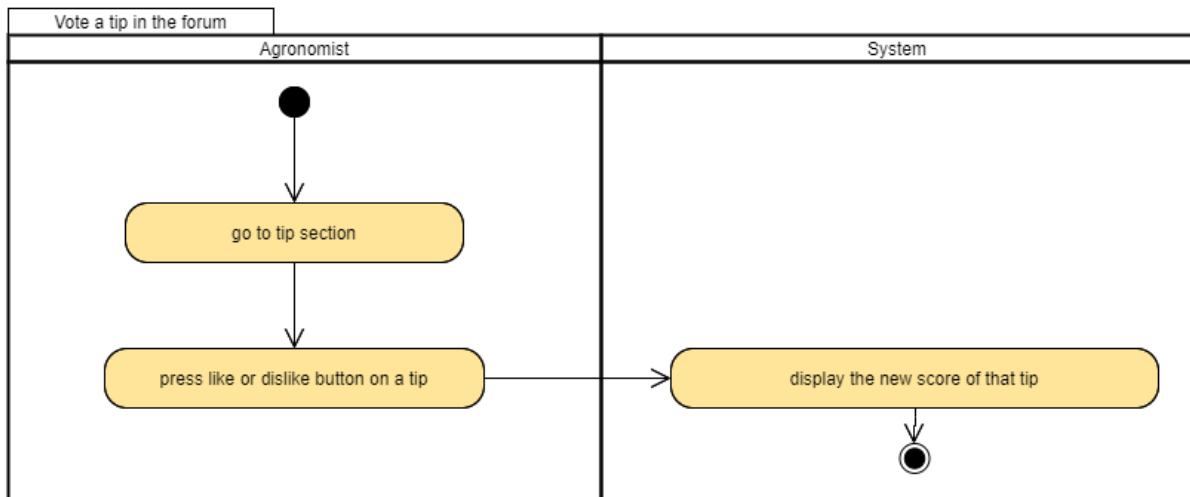 Vote a tip in the forum
Agronomist
System
go to tip section
press like or dislike button on a tip
display the new score of that tip